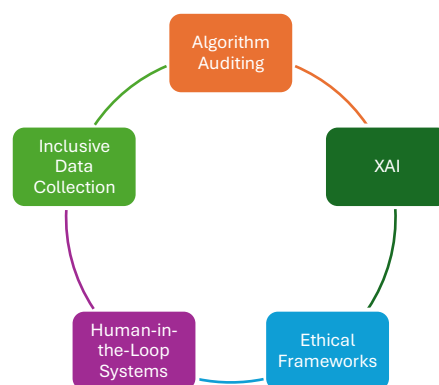 Algorithm
Auditing
XAI
Ethical
Frameworks
Human-in-
the-Loop
Systems
Inclusive
Data
Collection